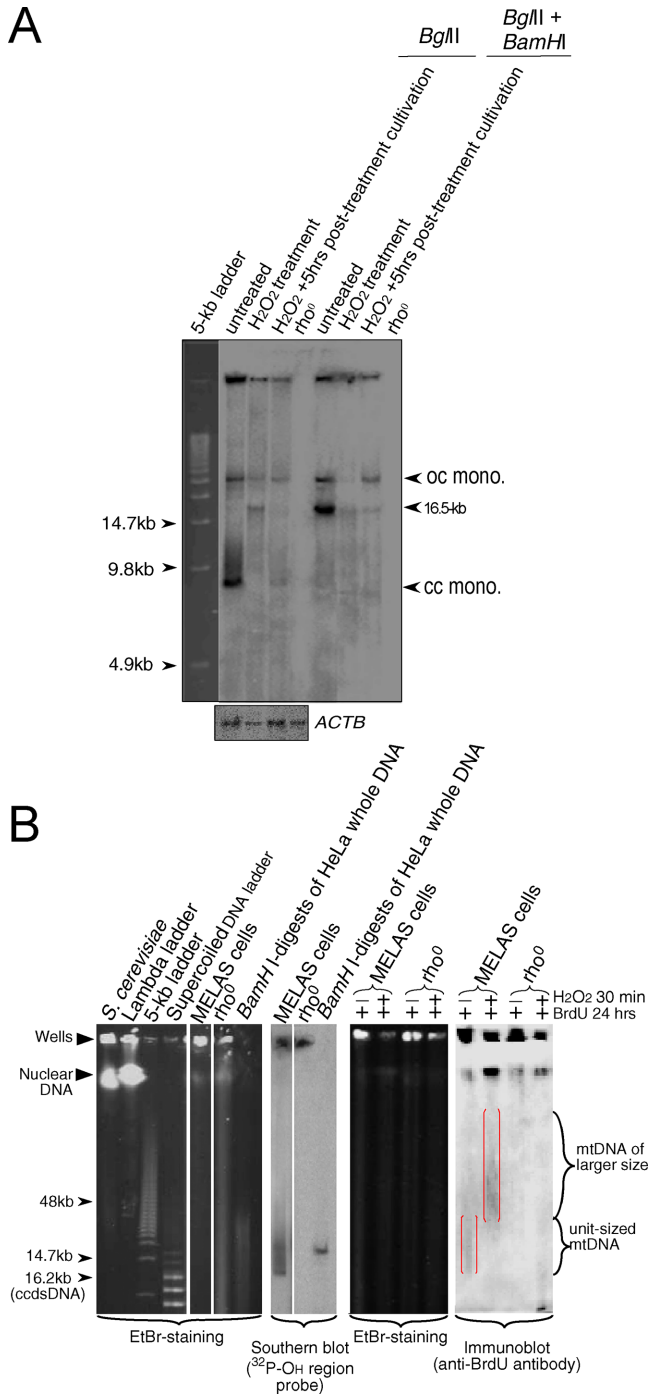 A
BglII
BglII +
BamHI
5-kb ladder
untreated
H2O2 treatment
H2O2 +5hrs post-treatment cultivation
rho0
untreated
H2O2 treatment
H2O2 +5hrs post-treatment cultivation
rho0
oc mono.
16.5-kb
14.7kb
9.8kb
cc mono.
4.9kb
ACTB
B
S. cerevisiae
Lambda ladder
5-kb ladder
Supercoiled DNA ladder
MELAS cells
rho0
BamH I-digests of HeLa whole DNA
MELAS cells
rho0
BamH I-digests of HeLa whole DNA
MELAS cells
rho0
MELAS cells
rho0
− ++ − ++ − ++ − ++ H2O2 30 min
+ + + + + + + + BrdU 24 hrs
Wells
Nuclear
DNA
mtDNA of
larger size
48kb
unit-sized
mtDNA
14.7kb
16.2kb
(ccdsDNA)
EtBr-staining
Southern blot
(32P-OH region
probe)
EtBr-staining
Immunoblot
(anti-BrdU antibody)